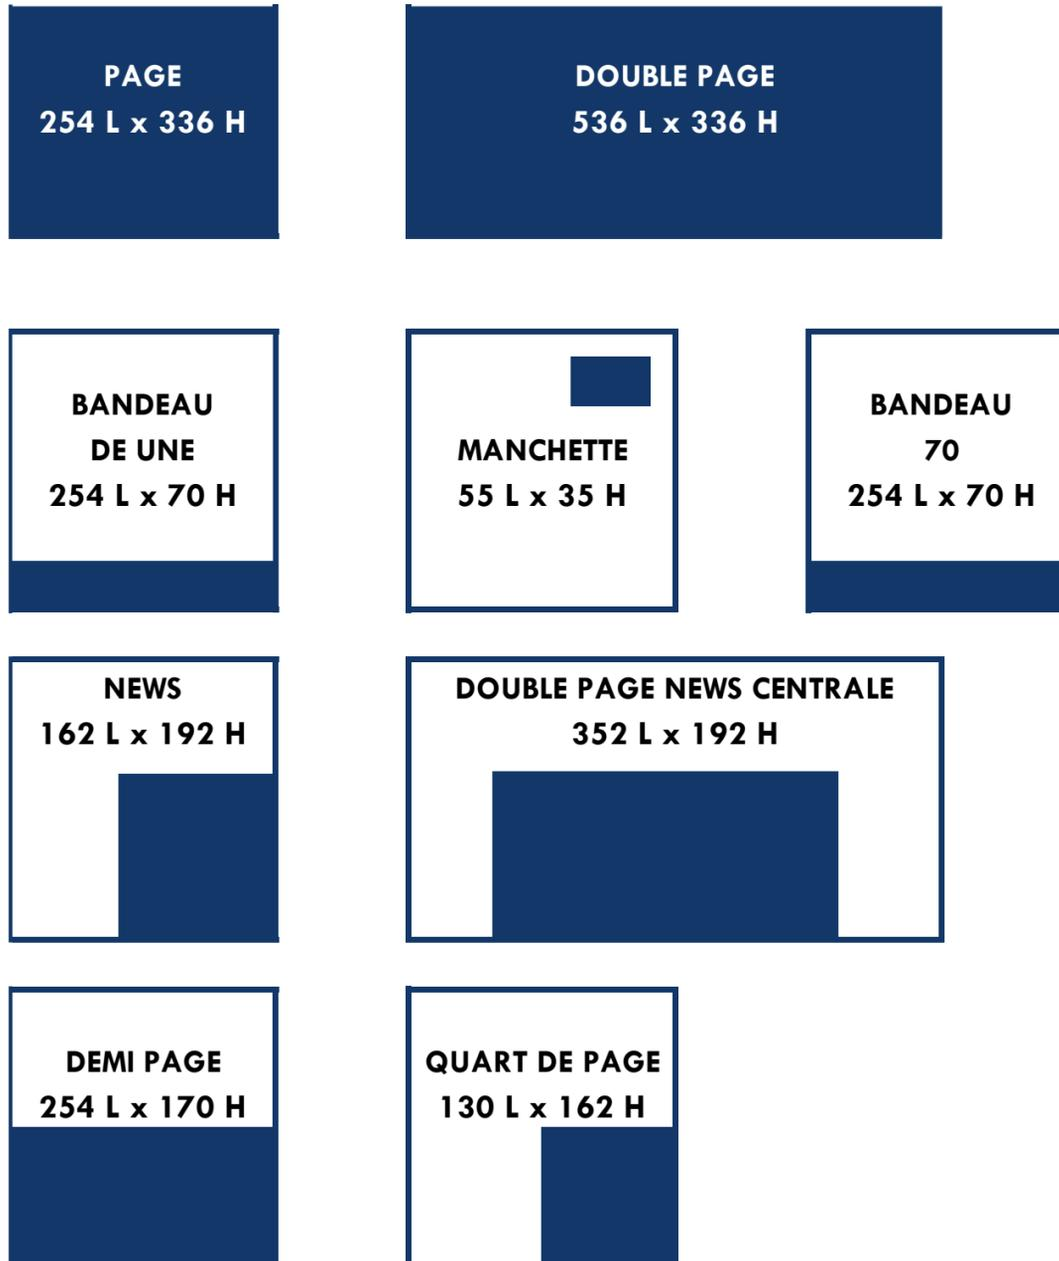 PAGE
254 L x 336 H
DOUBLE PAGE
536 L x 336 H
BANDEAU
DE UNE
254 L x 70 H
MANCHETTE
55 L x 35 H
BANDEAU
70
254 L x 70 H
NEWS
162 L x 192 H
DOUBLE PAGE NEWS CENTRALE
352 L x 192 H
DEMI PAGE
254 L x 170 H
QUART DE PAGE
130 L x 162 H